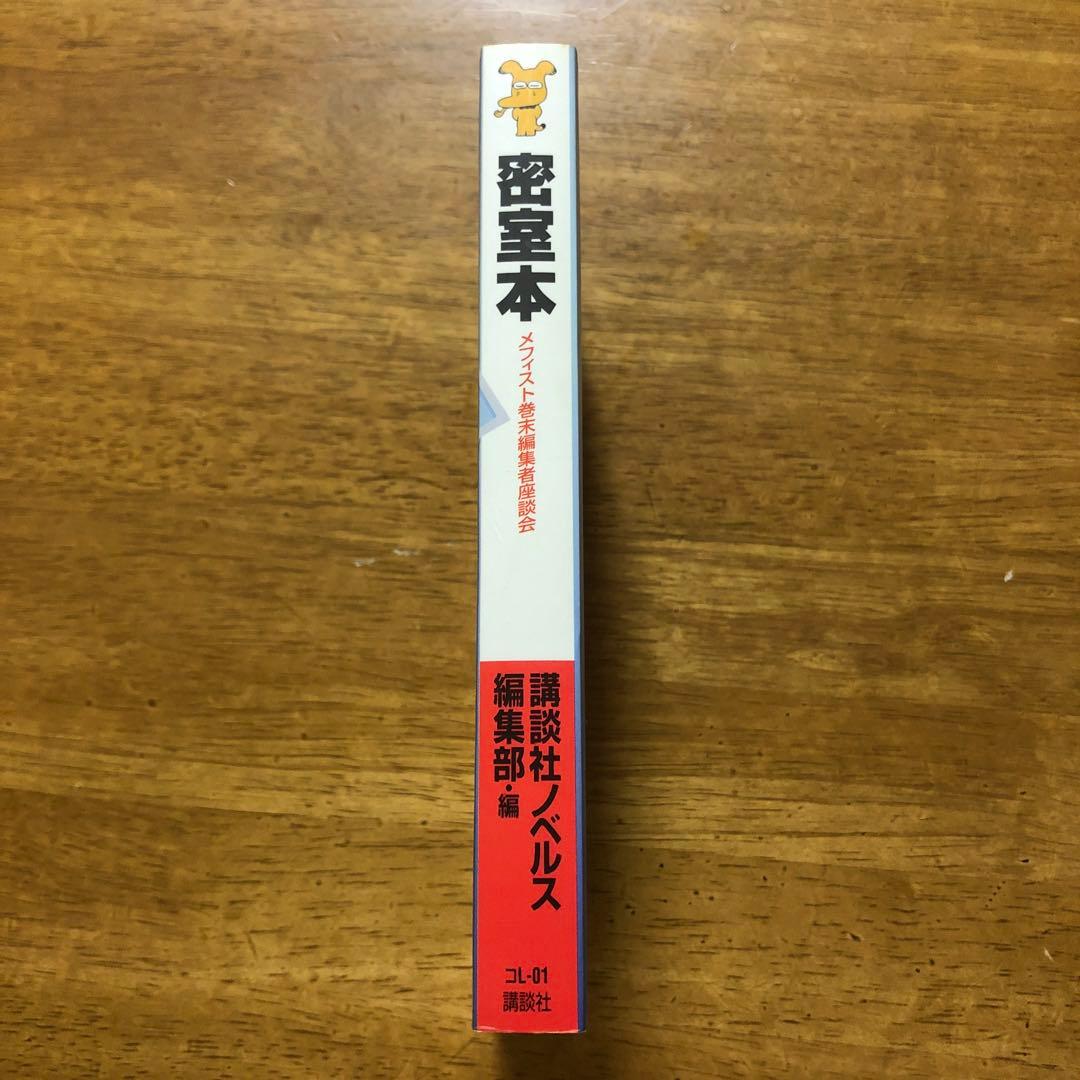 密室本
メフィスト巻末編集者座談会
講談社ノベルス
編集部・編
コL-01
講談社